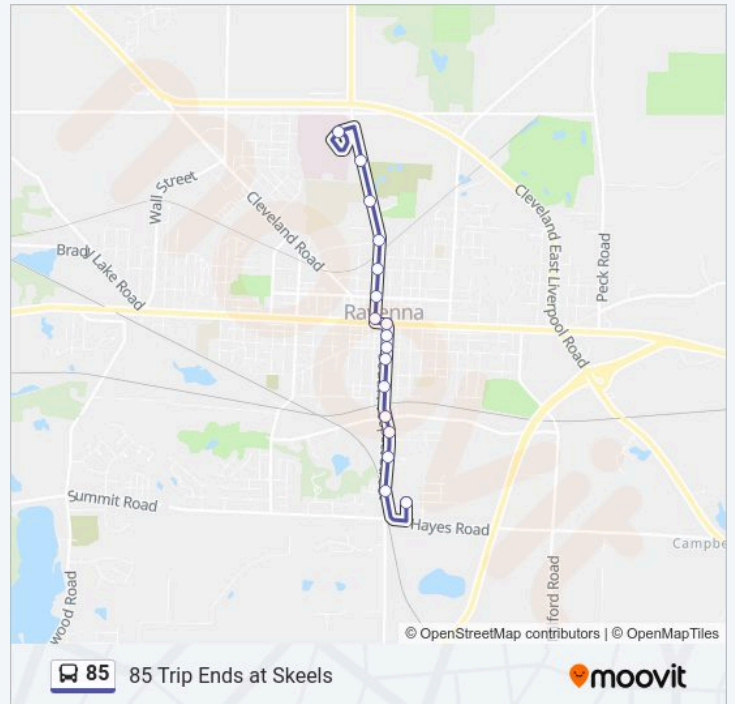 Wall Street
Cleveland Road
Brady Lake Road
Cleveland East Liverpool Road
Peck Road
Ravenna
Summit Road
Hayes Road
Campbe
wood Road
ford Road
© OpenStreetMap contributors | © OpenMapTiles
85
85 Trip Ends at Skeels
moovit